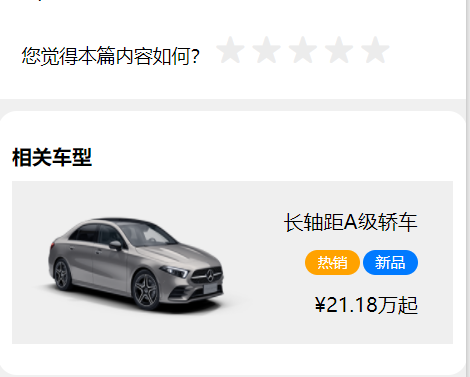 您觉得本篇内容如何?
相关车型
长轴距A级轿车
热销 新品
¥21.18万起